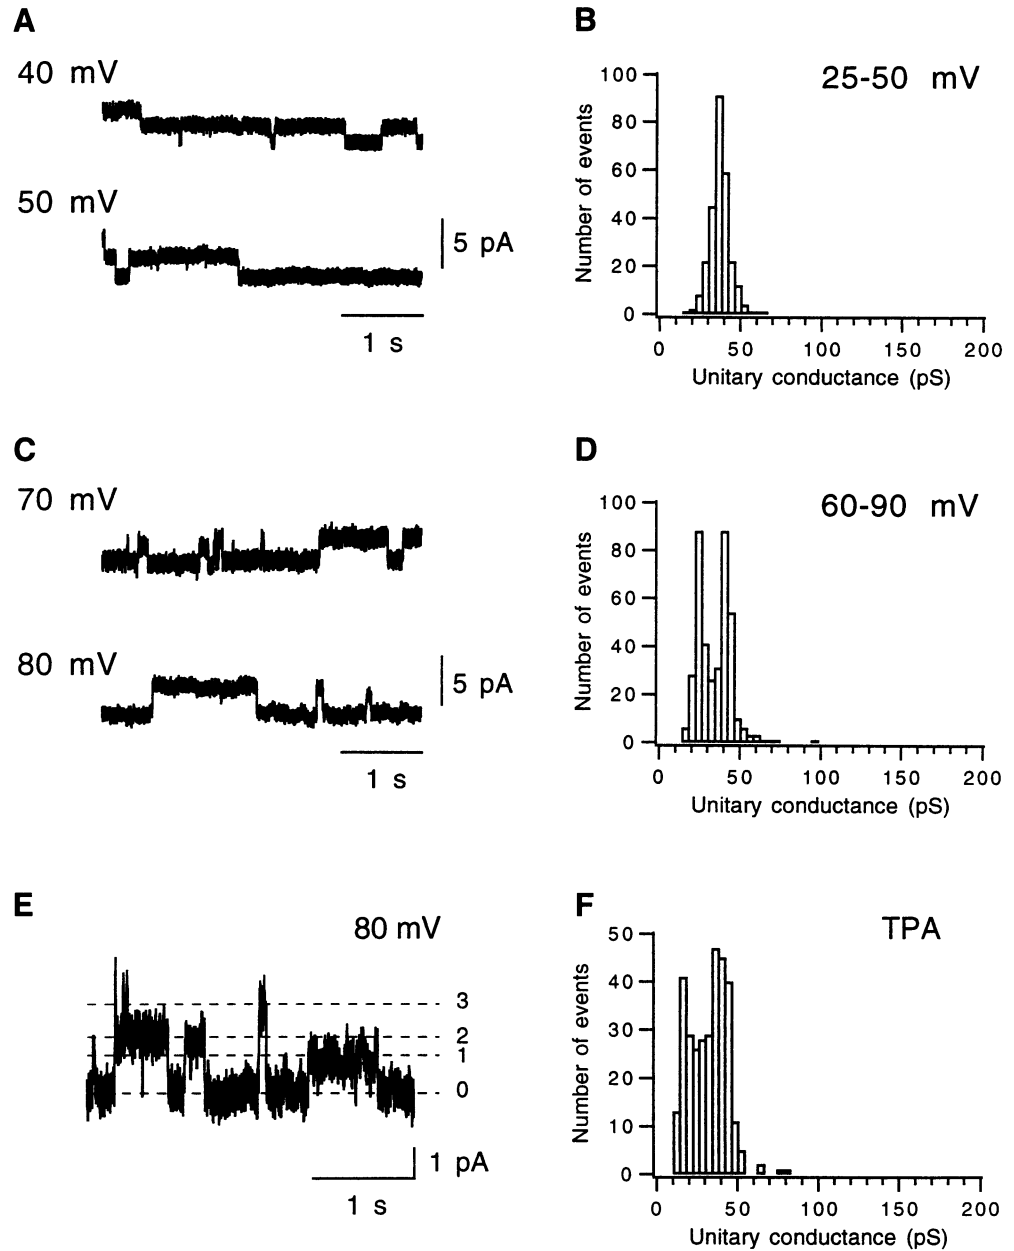 A
40 mV
50 mV
5 pA
1 s
B
25-50 mV
Number of events
100
80
60
40
20
0
0 50 100 150 200
Unitary conductance (pS)
C
70 mV
80 mV
5 pA
1 s
D
60-90 mV
Number of events
100
80
60
40
20
0
0 50 100 150 200
Unitary conductance (pS)
E
80 mV
3
2
1
0
1 pA
1 s
F
TPA
Number of events
50
40
30
20
10
0
0 50 100 150 200
Unitary conductance (pS)